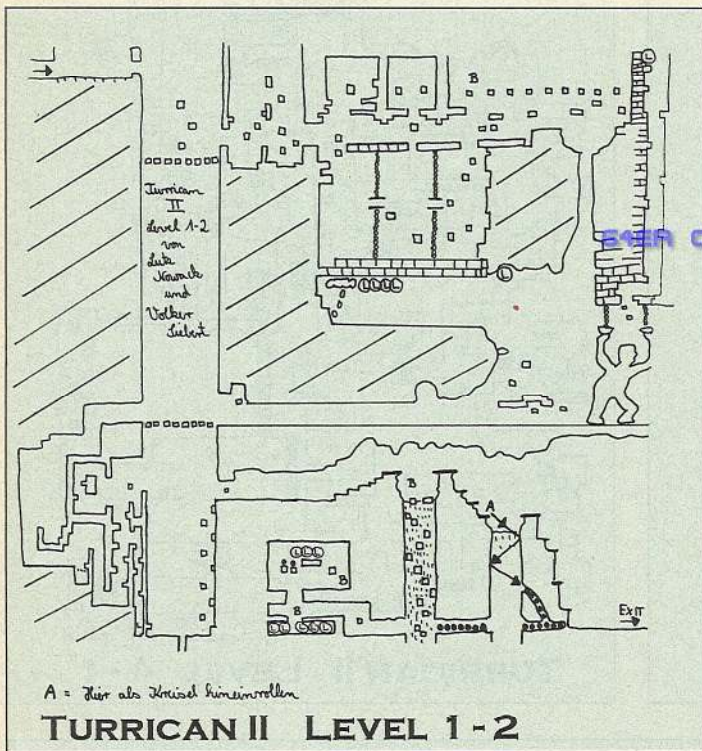 L
B
Turrican
II
Level 1-2
von
Lutz
Nowack
und
Volker
Siebert
64ER
L
L L L L
B
A
L L L
B
B
L L L L L
EXIT
A = Hier als Kreisel hineinrollen
TURRICAN II LEVEL 1-2